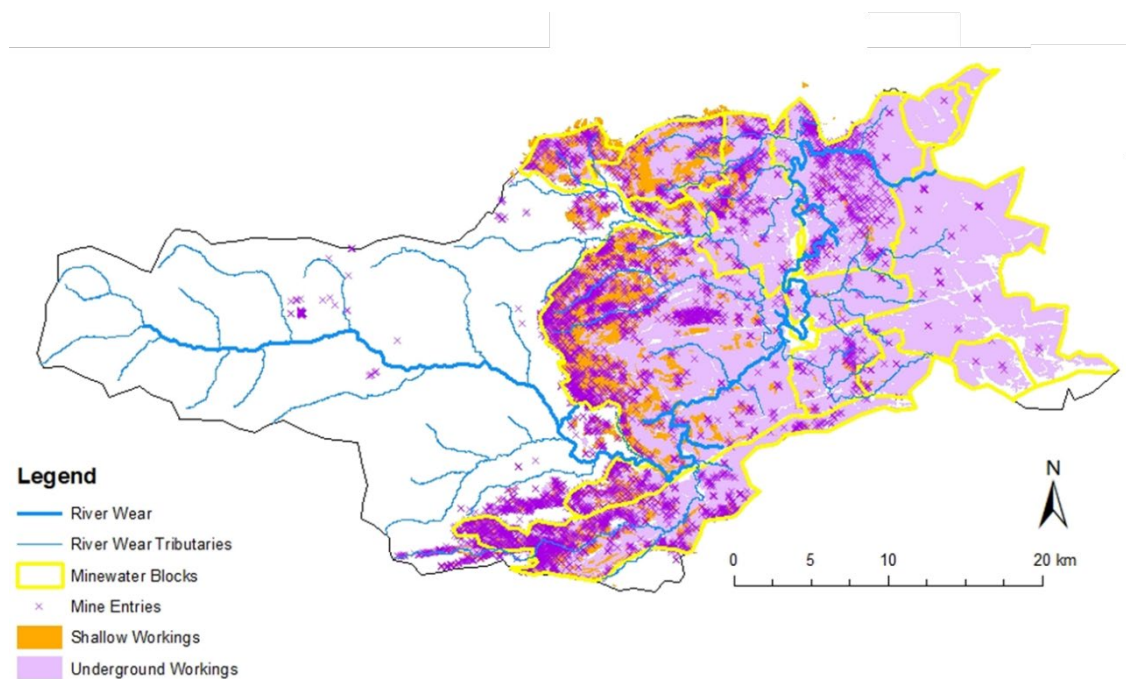 Legend
River Wear
River Wear Tributaries
Minewater Blocks
Mine Entries
Shallow Workings
Underground Workings
N
0 5 10 20 km